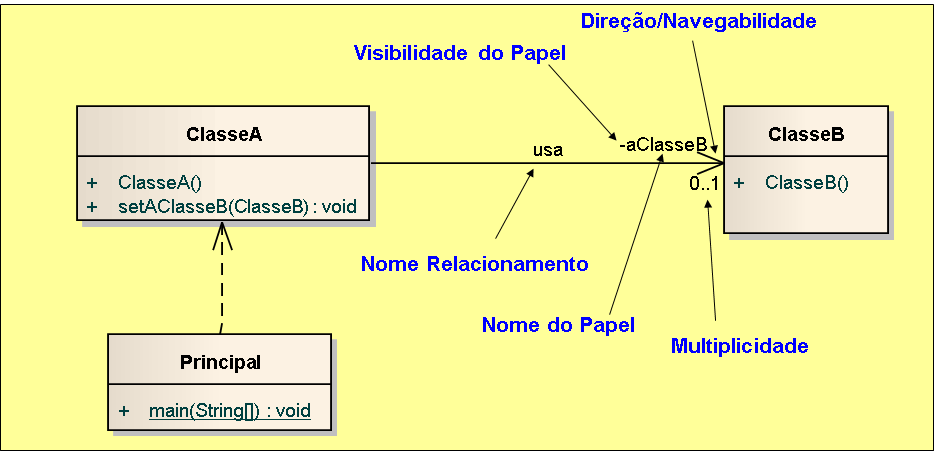 Direção/Navegabilidade
Visibilidade do Papel
ClasseA
+ ClasseA()
+ setAClasseB(ClasseB) : void
usa
-aClasseB
0..1
ClasseB
+ ClasseB()
Nome Relacionamento
Nome do Papel
Multiplicidade
Principal
+ main(String[]) : void